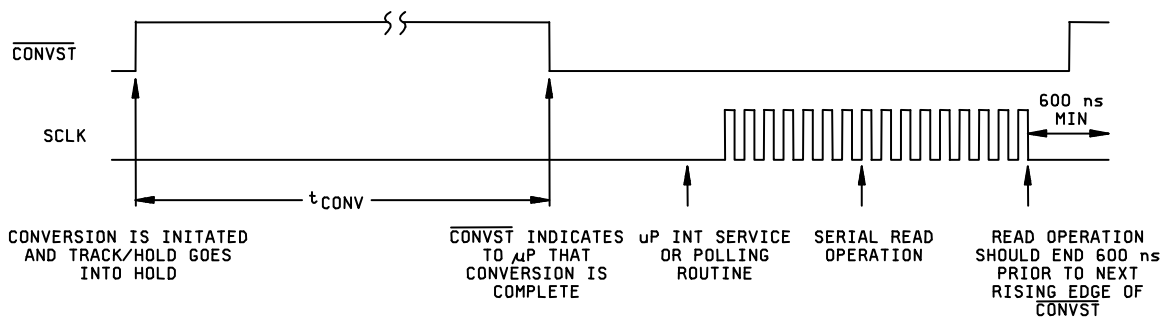 CONVST
600 ns
MIN
SCLK
tCONV
CONVERSION IS INITATED
AND TRACK/HOLD GOES
INTO HOLD
CONVST INDICATES
TO µP THAT
CONVERSION IS
COMPLETE
uP INT SERVICE
OR POLLING
ROUTINE
SERIAL READ
OPERATION
READ OPERATION
SHOULD END 600 ns
PRIOR TO NEXT
RISING EDGE OF
CONVST